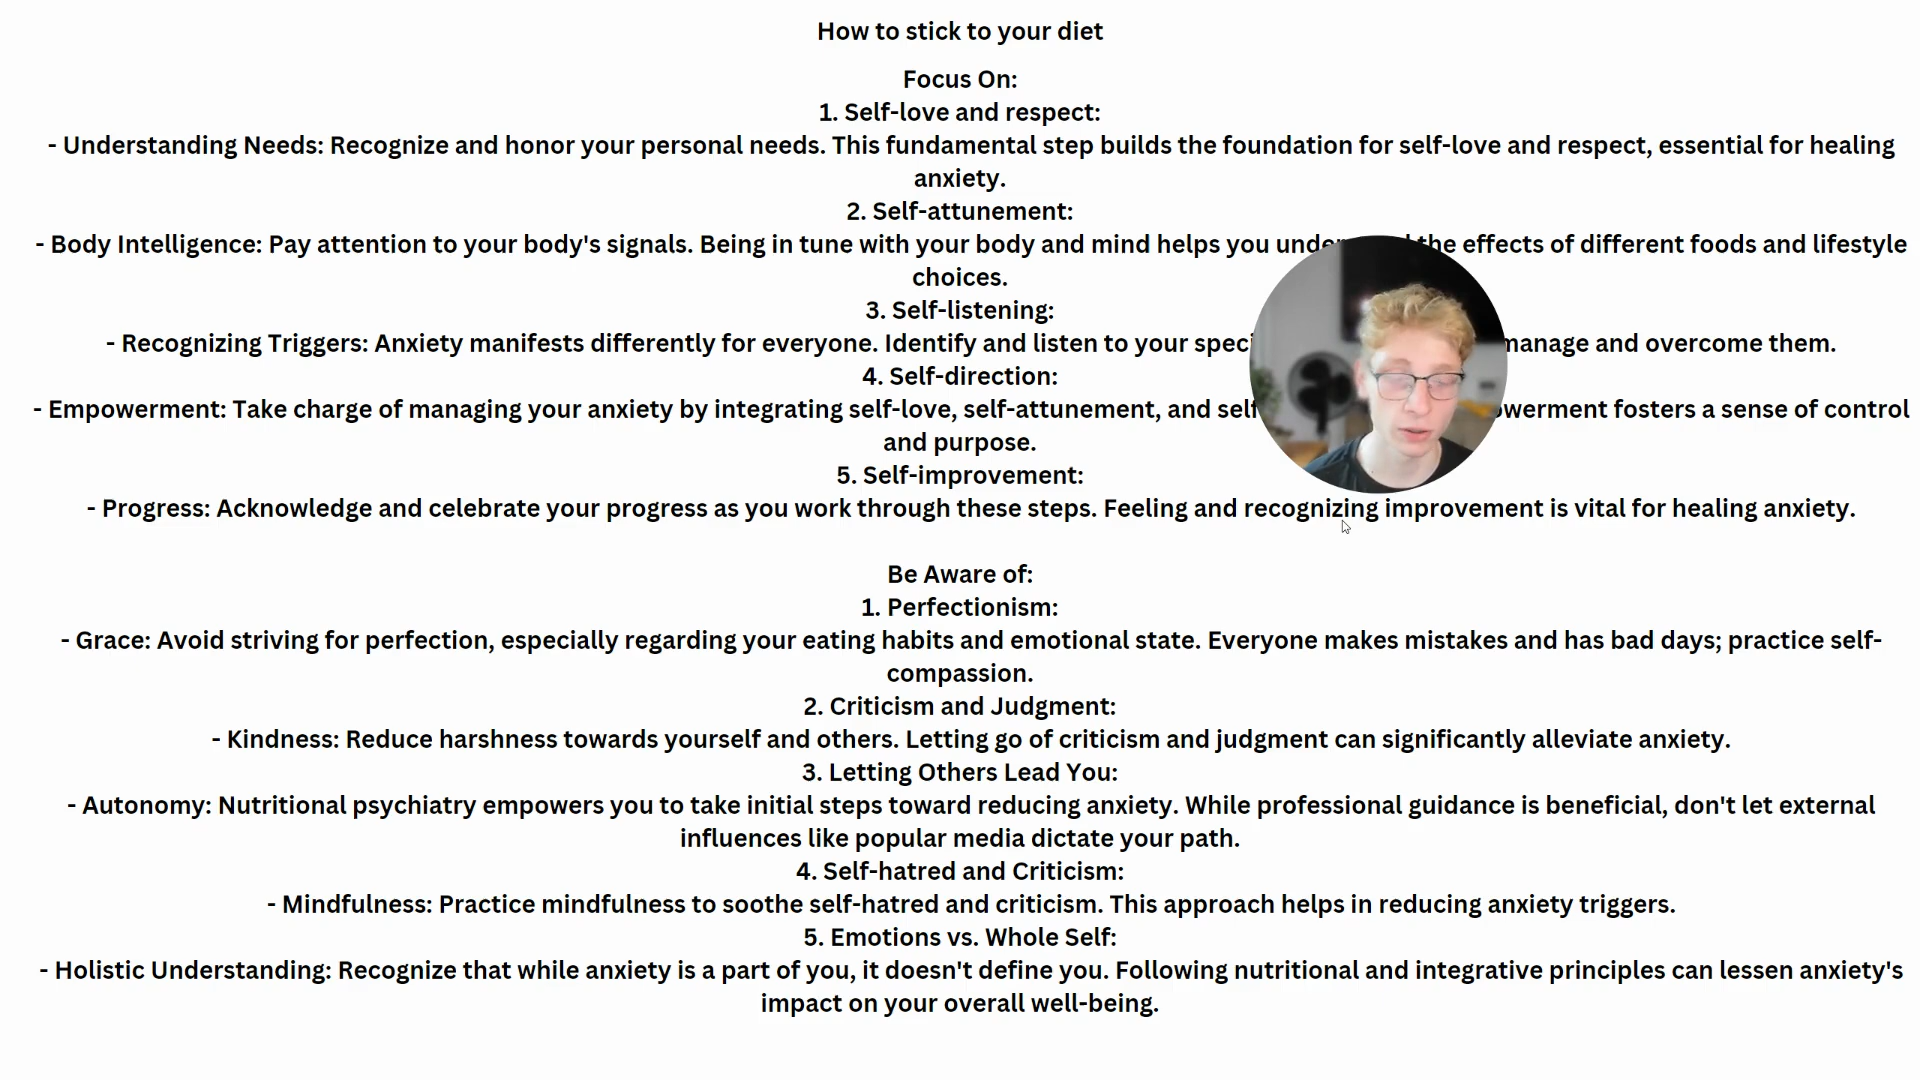 How to stick to your diet
Focus On:
1. Self-love and respect:
- Understanding Needs: Recognize and honor your personal needs. This fundamental step builds the foundation for self-love and respect, essential for healing
anxiety.
2. Self-attunement:
- Body Intelligence: Pay attention to your body's signals. Being in tune with your body and mind helps you the effects of different foods and lifestyle
choices.
3. Self-listening:
- Recognizing Triggers: Anxiety manifests differently for everyone. Identify and listen to your manage and overcome them.
4. Self-direction:
- Empowerment: Take charge of managing your anxiety by integrating self-love, self-attunement, and fosters a sense of control
and purpose.
5. Self-improvement:
- Progress: Acknowledge and celebrate your progress as you work through these steps. Feeling and recognizing improvement is vital for healing anxiety.
Be Aware of:
1. Perfectionism:
- Grace: Avoid striving for perfection, especially regarding your eating habits and emotional state. Everyone makes mistakes and has bad days; practice self-
compassion.
2. Criticism and Judgment:
- Kindness: Reduce harshness towards yourself and others. Letting go of criticism and judgment can significantly alleviate anxiety.
3. Letting Others Lead You:
- Autonomy: Nutritional psychiatry empowers you to take initial steps toward reducing anxiety. While professional guidance is beneficial, don't let external
influences like popular media dictate your path.
4. Self-hatred and Criticism:
- Mindfulness: Practice mindfulness to soothe self-hatred and criticism. This approach helps in reducing anxiety triggers.
5. Emotions vs. Whole Self:
- Holistic Understanding: Recognize that while anxiety is a part of you, it doesn't define you. Following nutritional and integrative principles can lessen anxiety's
impact on your overall well-being.